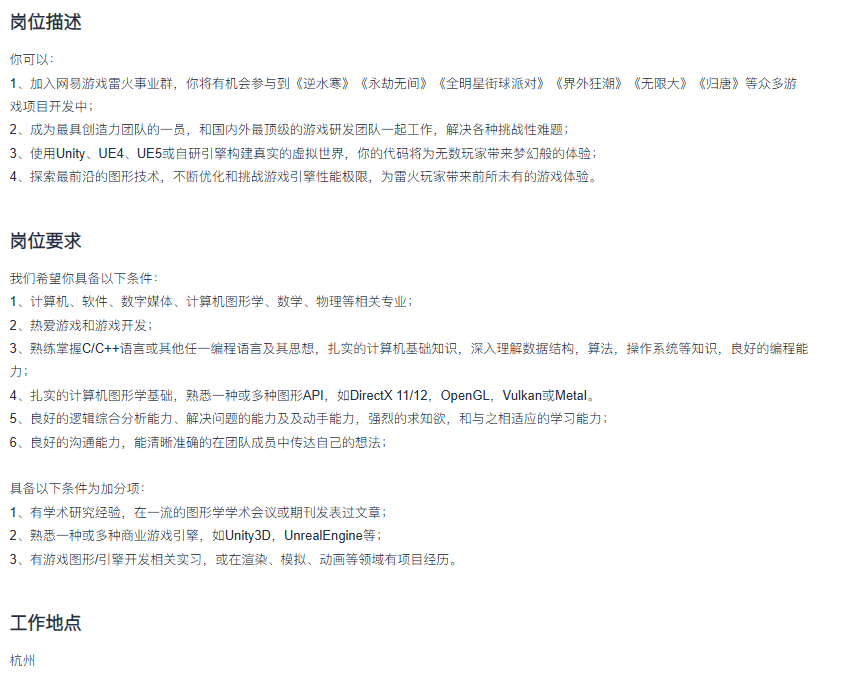 岗位描述
你可以：
1、加入网易游戏雷火事业群，你将有机会参与到《逆水寒》《永劫无间》《全明星街球派对》《界外狂潮》《无限大》《归唐》等众多游
戏项目开发中；
2、成为最具创造力团队的一员，和国内外最顶级的游戏研发团队一起工作，解决各种挑战性难题；
3、使用Unity、UE4、UE5或自研引擎构建真实的虚拟世界，你的代码将为无数玩家带来梦幻般的体验；
4、探索最前沿的图形技术，不断优化和挑战游戏引擎性能极限，为雷火玩家带来前所未有的游戏体验。
岗位要求
我们希望你具备以下条件：
1、计算机、软件、数字媒体、计算机图形学、数学、物理等相关专业；
2、热爱游戏和游戏开发；
3、熟练掌握C/C++语言或其他任一编程语言及其思想，扎实的计算机基础知识，深入理解数据结构，算法，操作系统等知识，良好的编程能
力；
4、扎实的计算机图形学基础，熟悉一种或多种图形API，如DirectX 11/12，OpenGL，Vulkan或Metal。
5、良好的逻辑综合分析能力、解决问题的能力及及动手能力，强烈的求知欲，和与之相适应的学习能力；
6、良好的沟通能力，能清晰准确的在团队成员中传达自己的想法；
具备以下条件为加分项：
1、有学术研究经验，在一流的图形学学术会议或期刊发表过文章；
2、熟悉一种或多种商业游戏引擎，如Unity3D，UnrealEngine等；
3、有游戏图形/引擎开发相关实习，或在渲染、模拟、动画等领域有项目经历。
工作地点
杭州